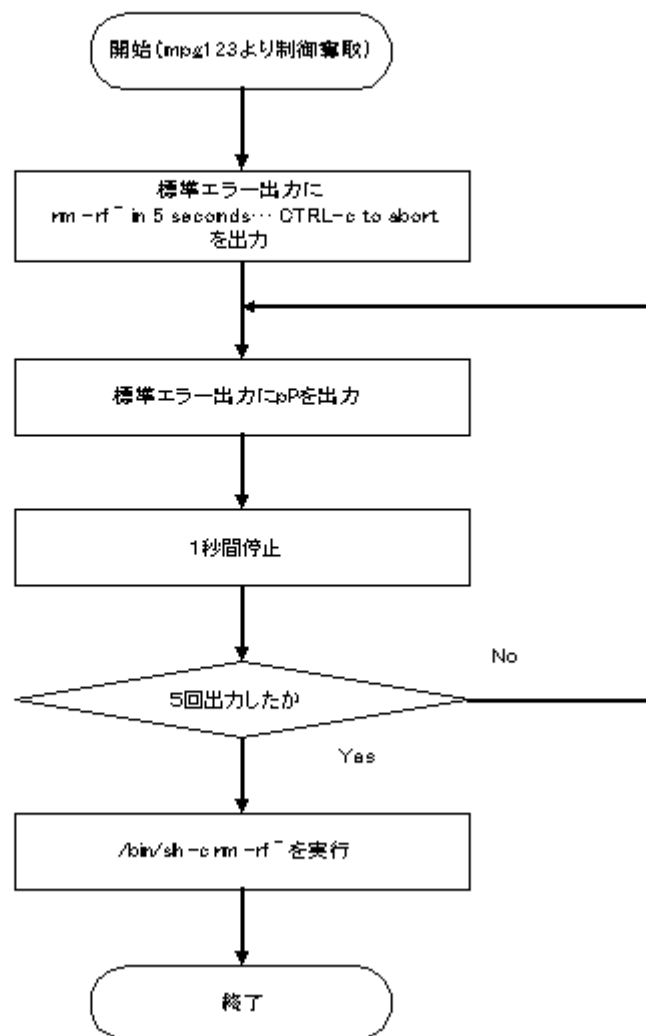 開始(mpg123より制御奪取)
標準エラー出力に
rm -rf ~ in 5 seconds… CTRL-c to abort
を出力
標準エラー出力にpPを出力
1秒間停止
5回出力したか
No
Yes
/bin/sh -c rm -rf ~ を実行
終了